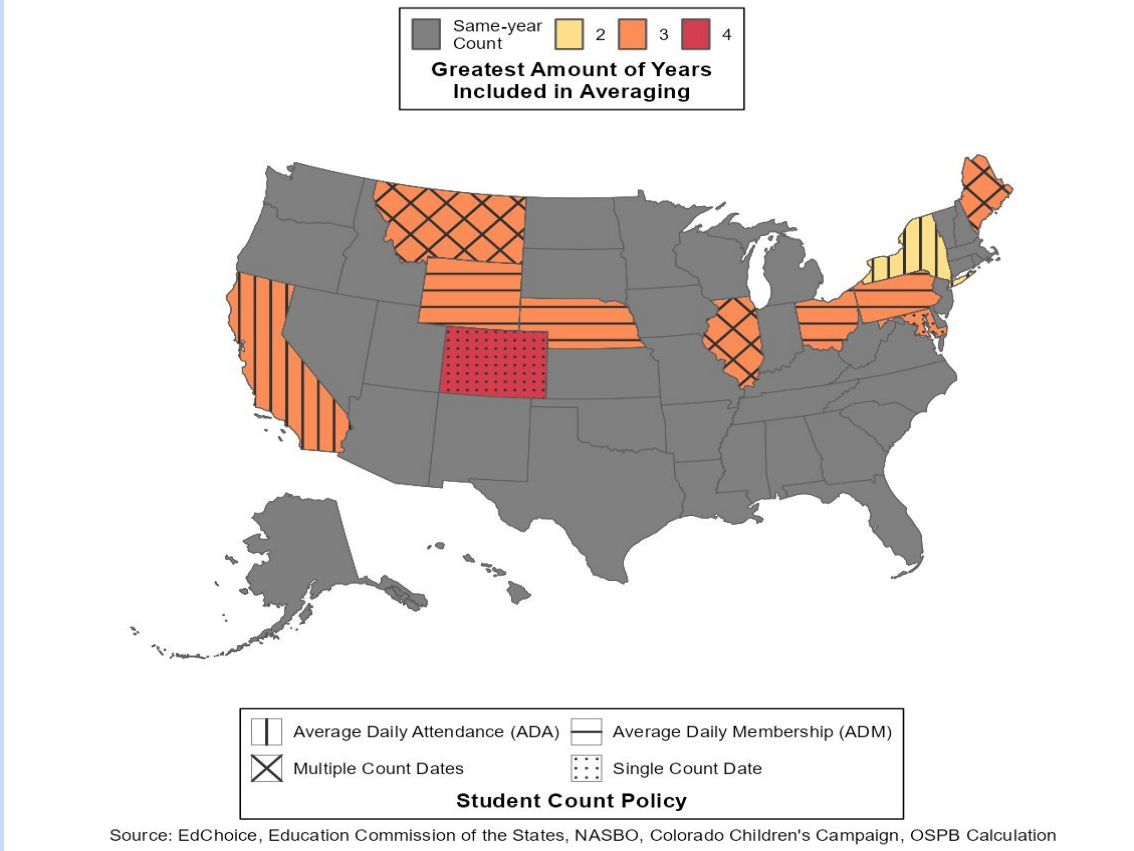 Same-year
Count
2
3
4
Greatest Amount of Years
Included in Averaging
Average Daily Attendance (ADA)
Average Daily Membership (ADM)
Multiple Count Dates
Single Count Date
Student Count Policy
Source: EdChoice, Education Commission of the States, NASBO, Colorado Children's Campaign, OSPB Calculation